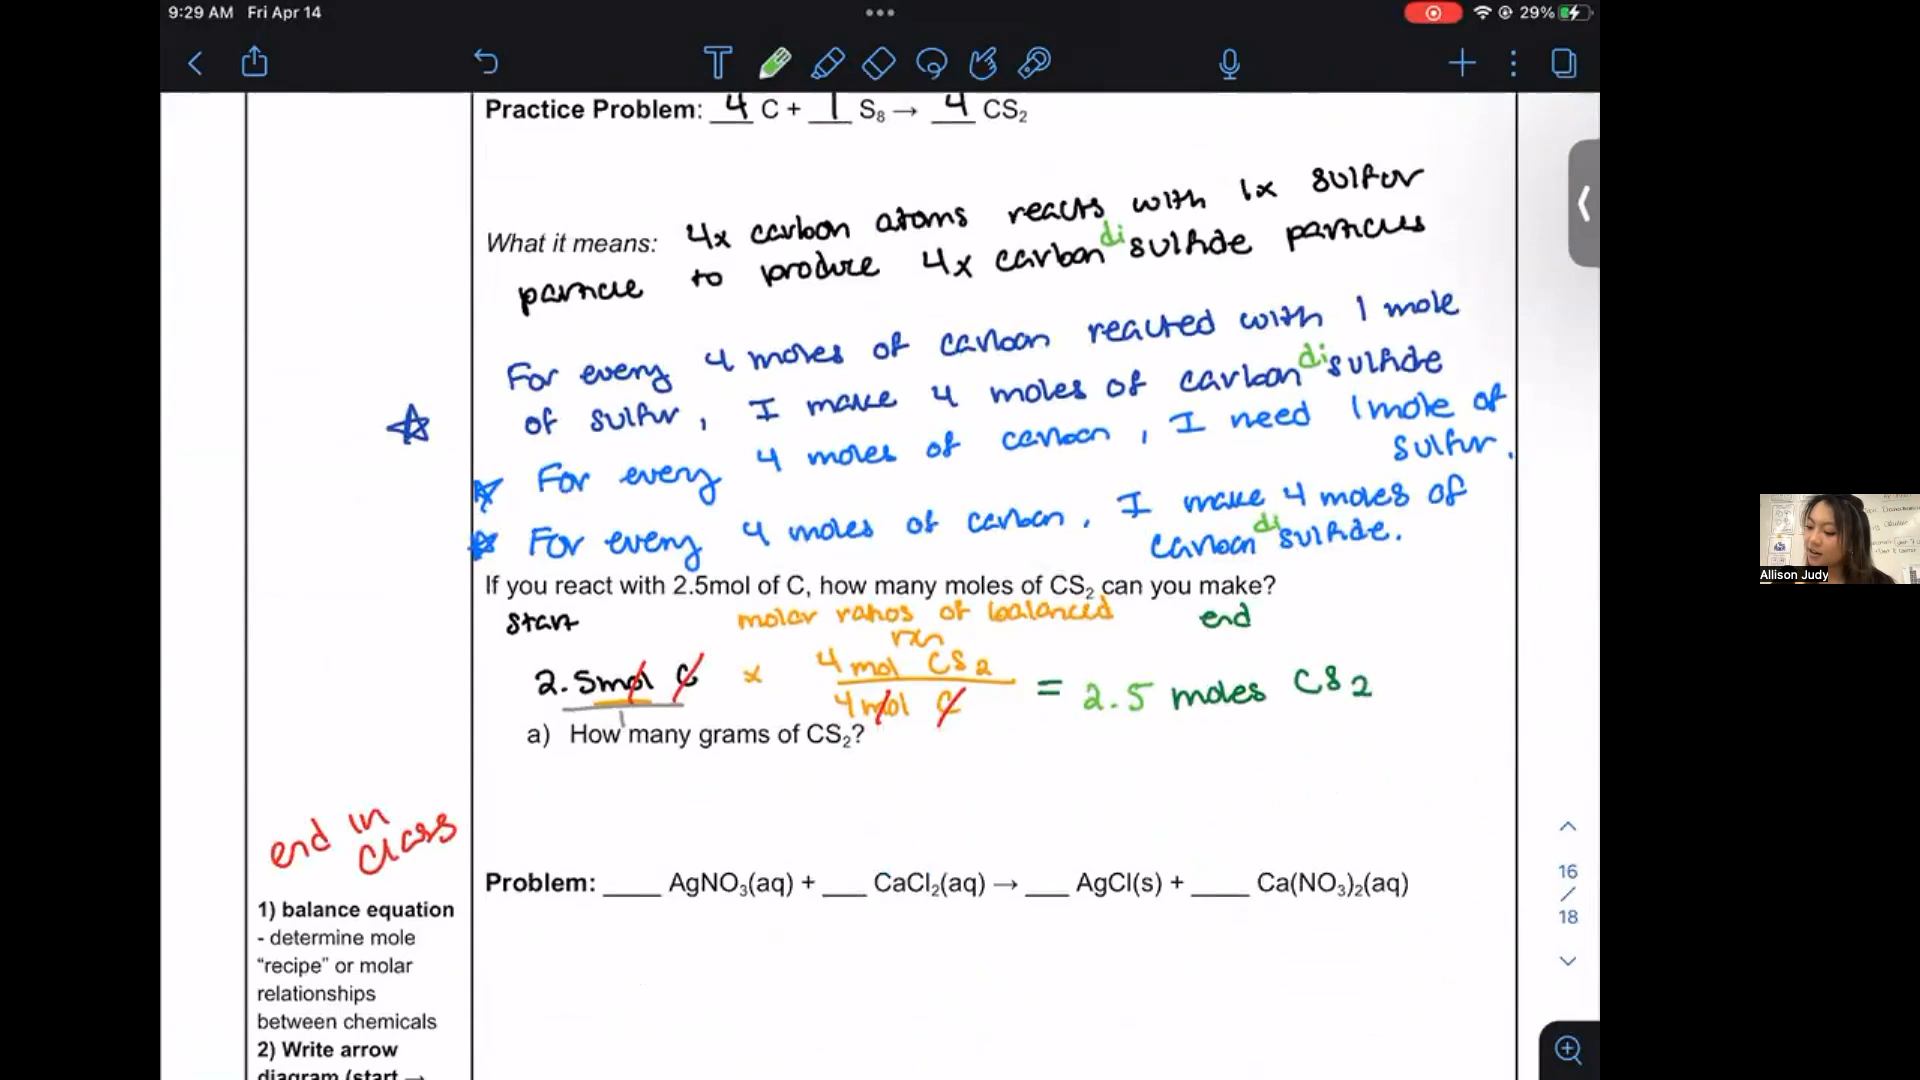 9:29 AM Fri Apr 14
29%
Practice Problem: 4 C + 1 S₈ → 4 CS₂
What it means: 4x carbon atoms reacts with 1x sulfur
particle to produce 4x carbon disulfide particles
For every 4 moles of carbon reacted with 1 mole
of sulfur, I make 4 moles of carbon disulfide
For every 4 moles of carbon, I need 1 mole of
sulfur.
For every 4 moles of carbon, I make 4 moles of
carbon disulfide.
If you react with 2.5mol of C, how many moles of CS₂ can you make?
start molar ratios of balanced end
rxn
2.5mol C x 4 mol CS₂ = 2.5 moles CS₂
1 4 mol C
a) How many grams of CS₂?
end in
class
Problem: ____ AgNO₃(aq) + ___ CaCl₂(aq) → ___ AgCl(s) + ____ Ca(NO₃)₂(aq)
1) balance equation
- determine mole
“recipe” or molar
relationships
between chemicals
2) Write arrow
diagram (start →
16
/
18
Allison Judy